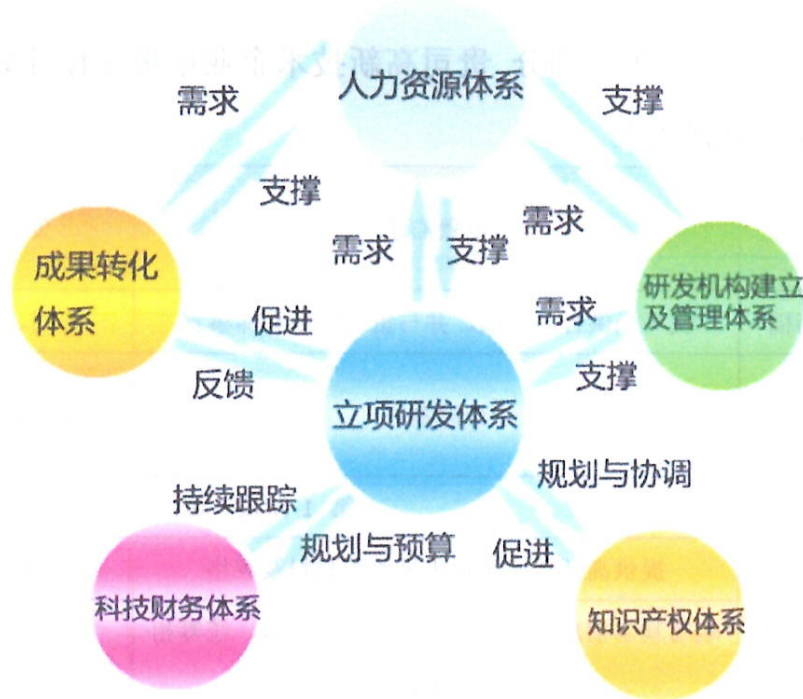 人力资源体系
需求
支撑
支撑
需求
需求
支撑
成果转化
体系
研发机构建立
及管理体系
促进
需求
反馈
支撑
立项研发体系
规划与协调
持续跟踪
规划与预算
促进
科技财务体系
知识产权体系